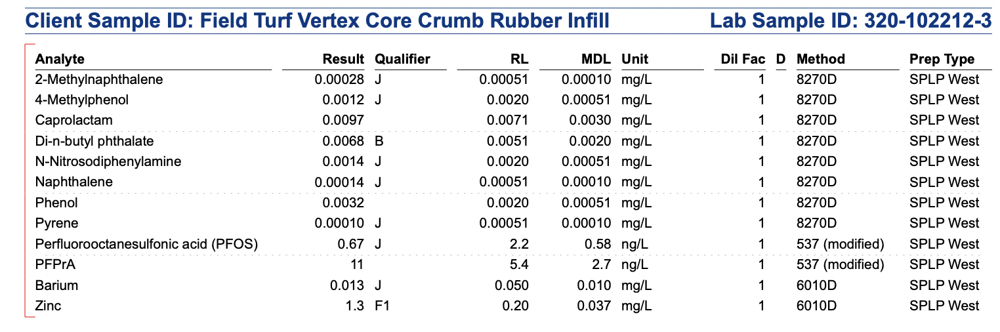 Client Sample ID: Field Turf Vertex Core Crumb Rubber Infill Lab Sample ID: 320-102212-3
Analyte Result Qualifier RL MDL Unit Dil Fac D Method Prep Type
2-Methylnaphthalene 0.00028 J 0.00051 0.00010 mg/L 1 8270D SPLP West
4-Methylphenol 0.0012 J 0.0020 0.00051 mg/L 1 8270D SPLP West
Caprolactam 0.0097 0.0071 0.0030 mg/L 1 8270D SPLP West
Di-n-butyl phthalate 0.0068 B 0.0051 0.0020 mg/L 1 8270D SPLP West
N-Nitrosodiphenylamine 0.0014 J 0.0020 0.00051 mg/L 1 8270D SPLP West
Naphthalene 0.00014 J 0.00051 0.00010 mg/L 1 8270D SPLP West
Phenol 0.0032 0.0020 0.00051 mg/L 1 8270D SPLP West
Pyrene 0.00010 J 0.00051 0.00010 mg/L 1 8270D SPLP West
Perfluorooctanesulfonic acid (PFOS) 0.67 J 2.2 0.58 ng/L 1 537 (modified) SPLP West
PFPrA 11 5.4 2.7 ng/L 1 537 (modified) SPLP West
Barium 0.013 J 0.050 0.010 mg/L 1 6010D SPLP West
Zinc 1.3 F1 0.20 0.037 mg/L 1 6010D SPLP West